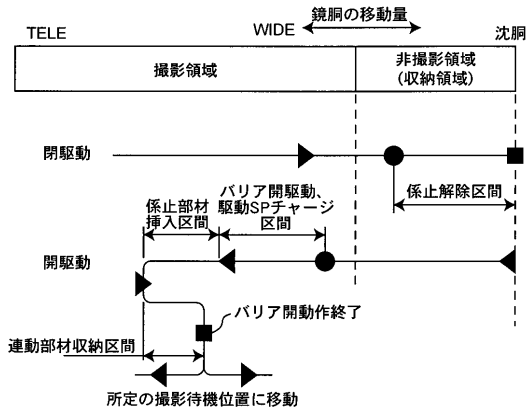 鏡胴の移動量
TELE
WIDE
沈胴
撮影領域
非撮影領域
(収納領域)
閉駆動
係止解除区間
バリア開駆動、
駆動SPチャージ
区間
係止部材
挿入区間
開駆動
バリア開動作終了
連動部材収納区間
所定の撮影待機位置に移動